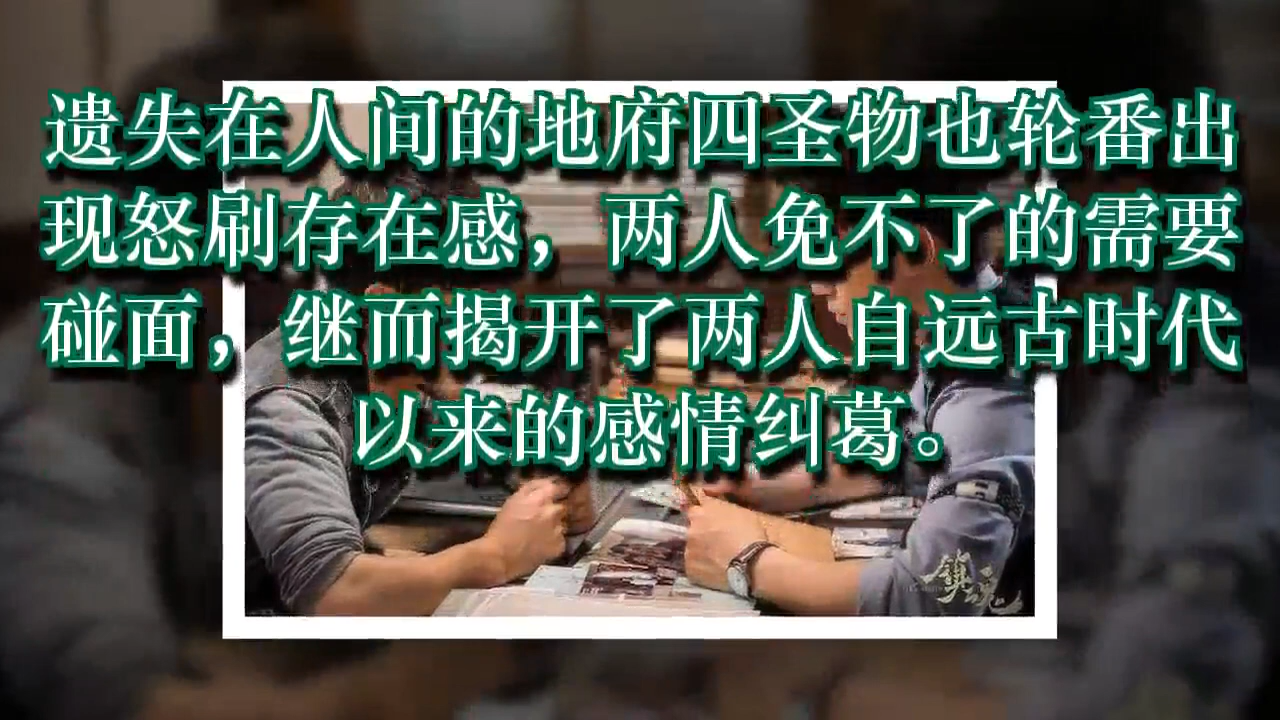 遗失在人间的地府四圣物也轮番出
现怒刷存在感，两人免不了的需要
碰面，继而揭开了两人自远古时代
以来的感情纠葛。
镇魂